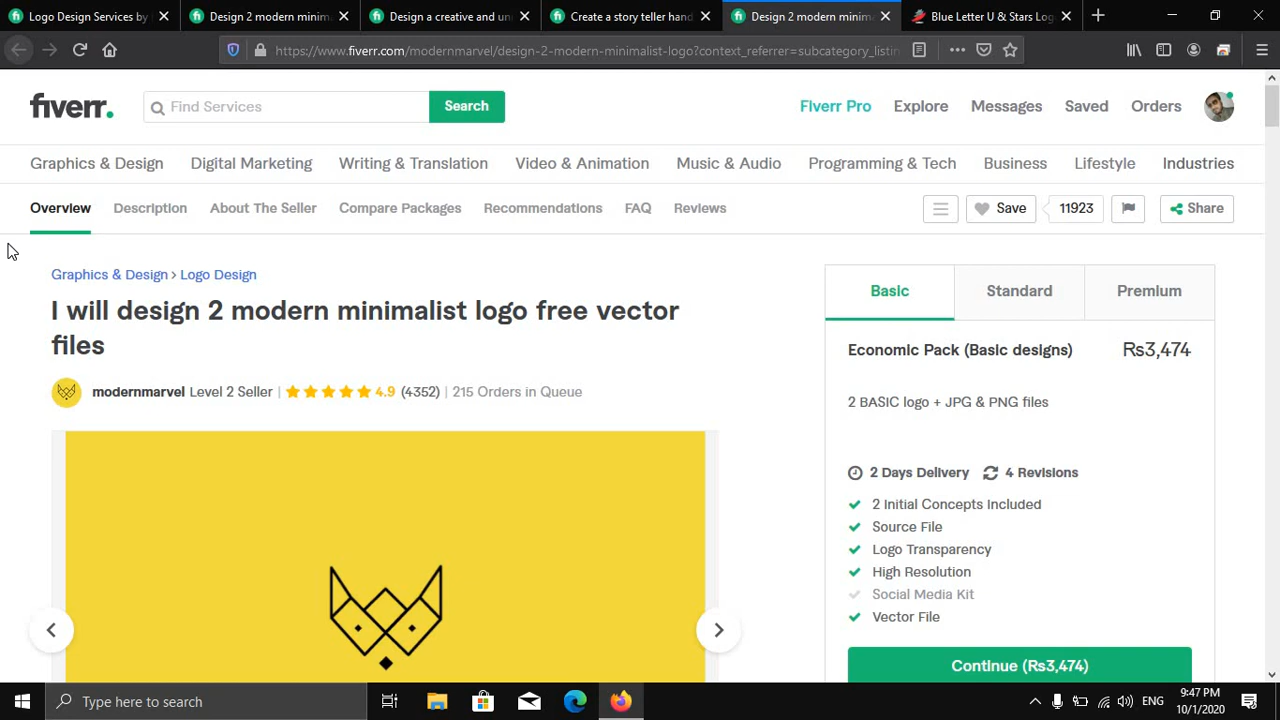 Logo Design Services by
Design 2 modern minim
Design a creative and un
Create a story teller hand
Design 2 modern minim
Blue Letter U & Stars Log
https://www.fiverr.com/modernmarvel/design-2-modern-minimalist-logo?context_referrer=subcategory_listin
fiverr.
Find Services
Search
Fiverr Pro
Explore
Messages
Saved
Orders
Graphics & Design
Digital Marketing
Writing & Translation
Video & Animation
Music & Audio
Programming & Tech
Business
Lifestyle
Industries
Overview
Description
About The Seller
Compare Packages
Recommendations
FAQ
Reviews
Save
11923
Share
Graphics & Design › Logo Design
I will design 2 modern minimalist logo free vector
files
modernmarvel Level 2 Seller | 4.9 (4352) | 215 Orders in Queue
Basic
Standard
Premium
Economic Pack (Basic designs)
Rs3,474
2 BASIC logo + JPG & PNG files
2 Days Delivery
4 Revisions
2 Initial Concepts Included
Source File
Logo Transparency
High Resolution
Social Media Kit
Vector File
Continue (Rs3,474)
Type here to search
ENG
9:47 PM
10/1/2020